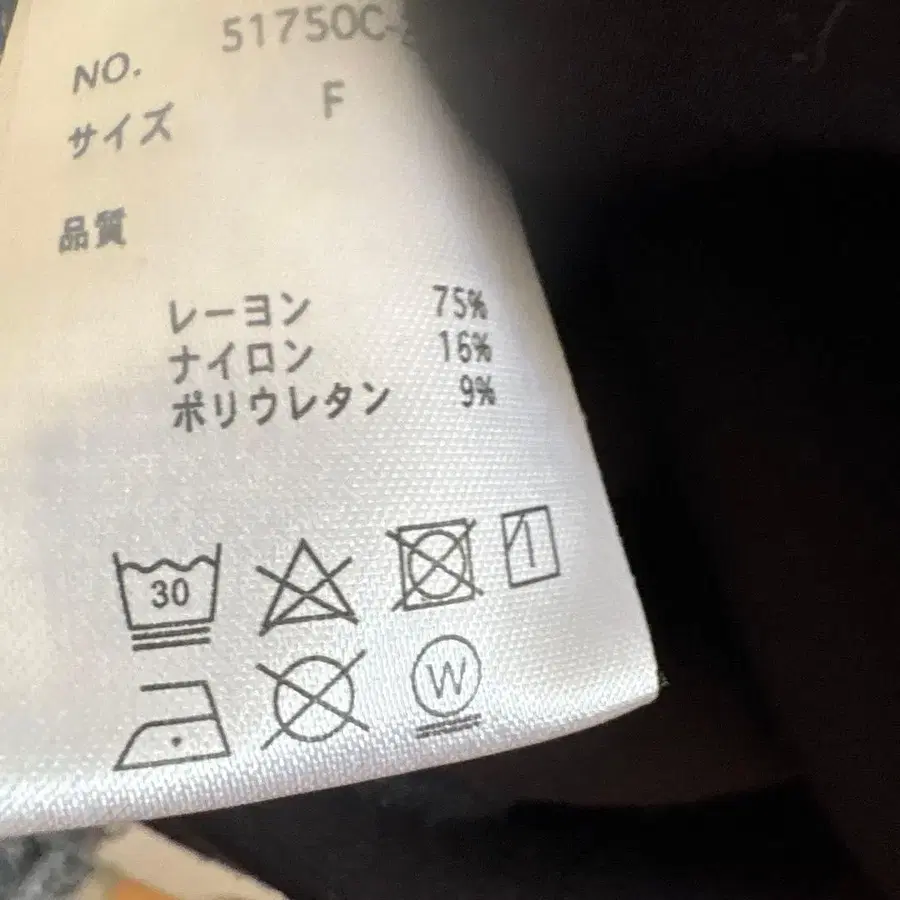 NO. 51750C-
サイズ F
品質
レーヨン 75%
ナイロン 16%
ポリウレタン 9%
30
W